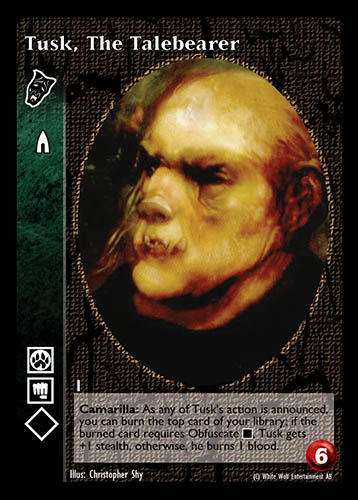 Tusk, The Talebearer
Camarilla: As any of Tusk's action is announced,
you can burn the top card of your library; if the
burned card requires Obfuscate, Tusk gets
+1 stealth, otherwise, he burns 1 blood.
6
Illus: Christopher Shy
(C) White Wolf Entertainment AB